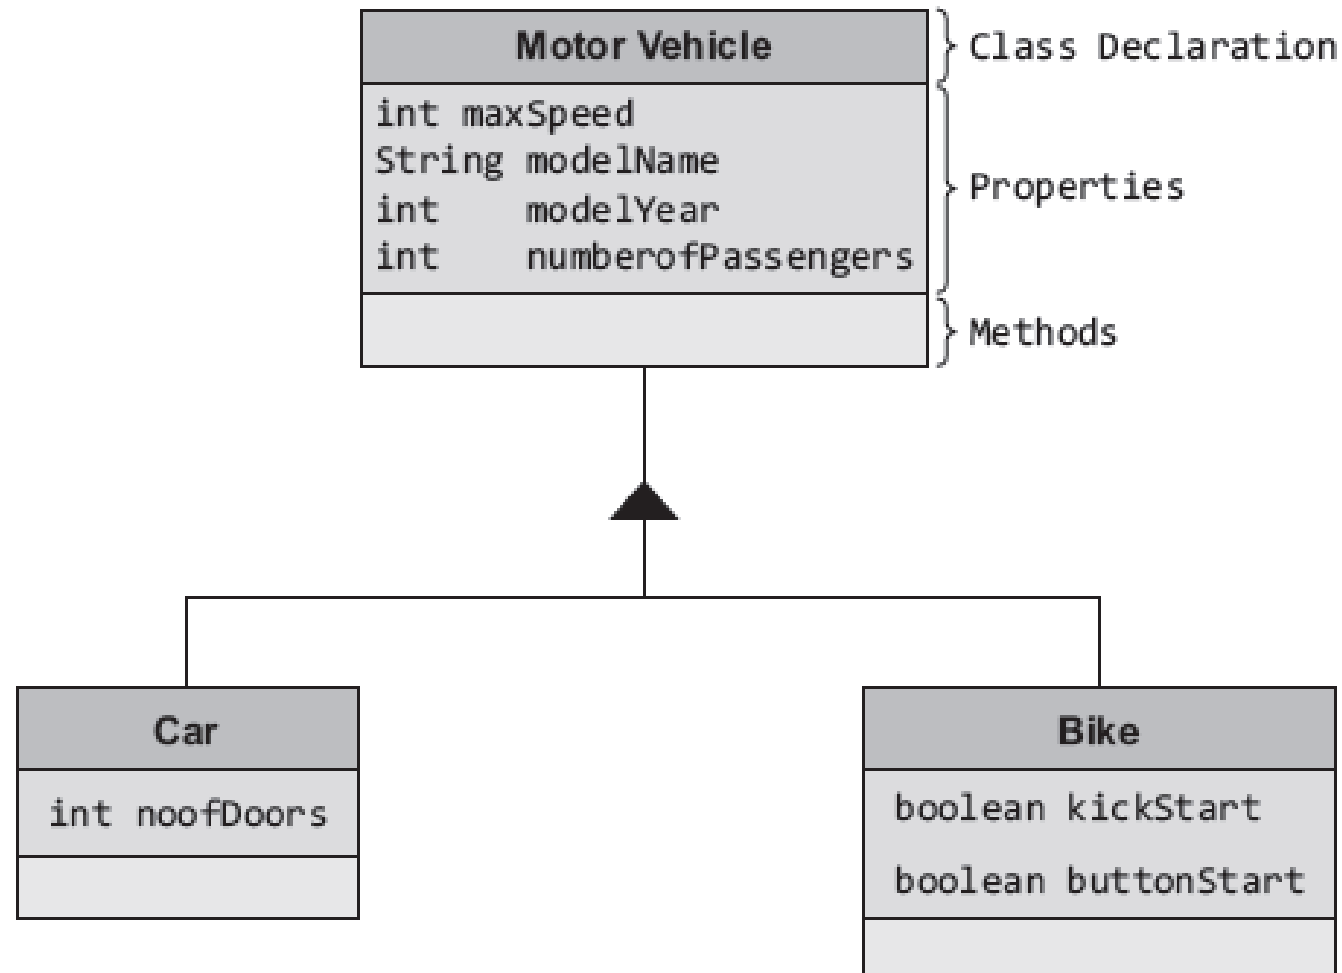 Motor Vehicle
Class Declaration
int maxSpeed
String modelName
int modelYear
int numberofPassengers
Properties
Methods
Car
int noofDoors
Bike
boolean kickStart
boolean buttonStart